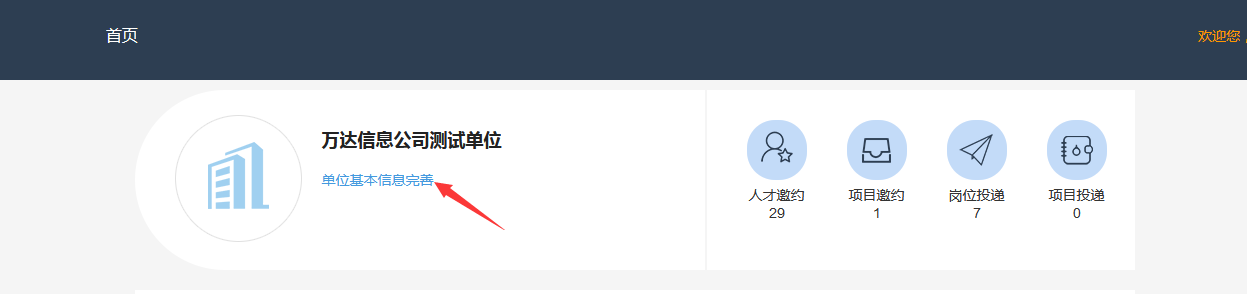 首页
欢迎您，
万达信息公司测试单位
单位基本信息完善
人才邀约
29
项目邀约
1
岗位投递
7
项目投递
0